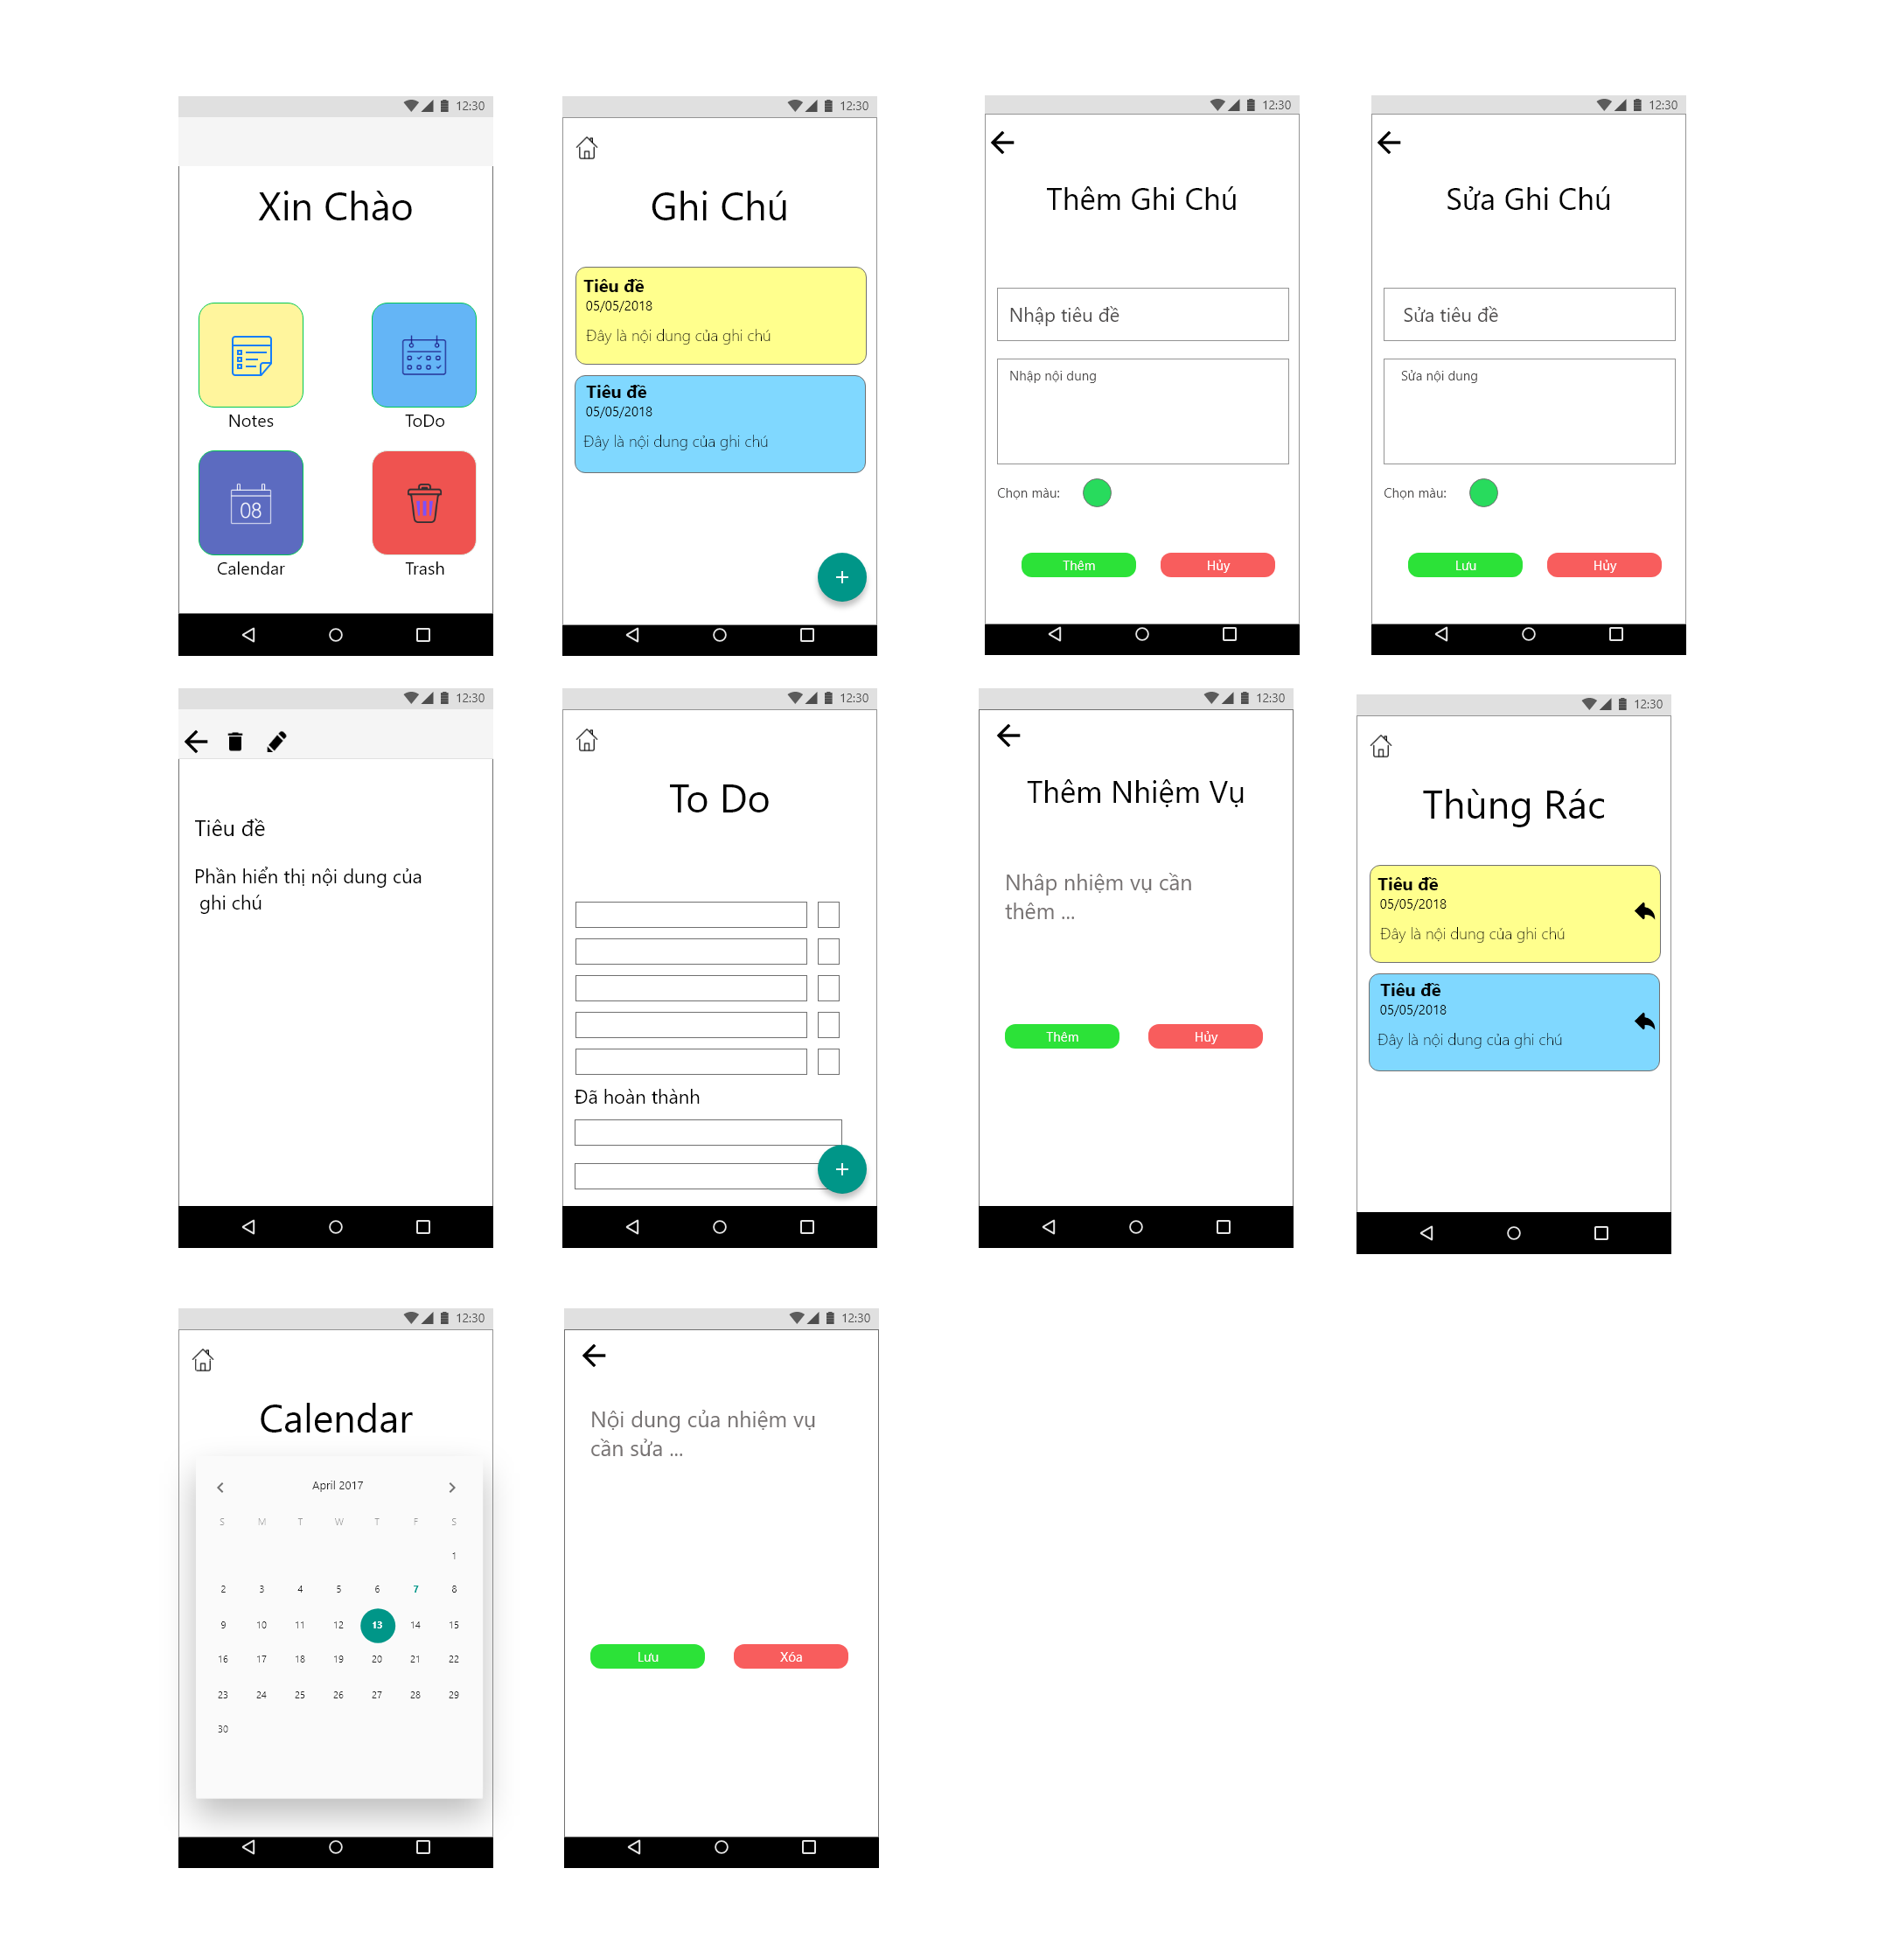 12:30
Xin Chào
Notes
ToDo
08
Calendar
Trash
12:30
Ghi Chú
Tiêu đề
05/05/2018
Đây là nội dung của ghi chú
Tiêu đề
05/05/2018
Đây là nội dung của ghi chú
12:30
Thêm Ghi Chú
Nhập tiêu đề
Nhập nội dung
Chọn màu:
Thêm
Hủy
12:30
Sửa Ghi Chú
Sửa tiêu đề
Sửa nội dung
Chọn màu:
Lưu
Hủy
12:30
Tiêu đề
Phần hiển thị nội dung của
ghi chú
12:30
To Do
Đã hoàn thành
12:30
Thêm Nhiệm Vụ
Nhâp nhiệm vụ cần
thêm ...
Thêm
Hủy
12:30
Thùng Rác
Tiêu đề
05/05/2018
Đây là nội dung của ghi chú
Tiêu đề
05/05/2018
Đây là nội dung của ghi chú
12:30
Calendar
April 2017
S M T W T F S
1
2 3 4 5 6 7 8
9 10 11 12 13 14 15
16 17 18 19 20 21 22
23 24 25 26 27 28 29
30
12:30
Nội dung của nhiệm vụ
cần sửa ...
Lưu
Xóa